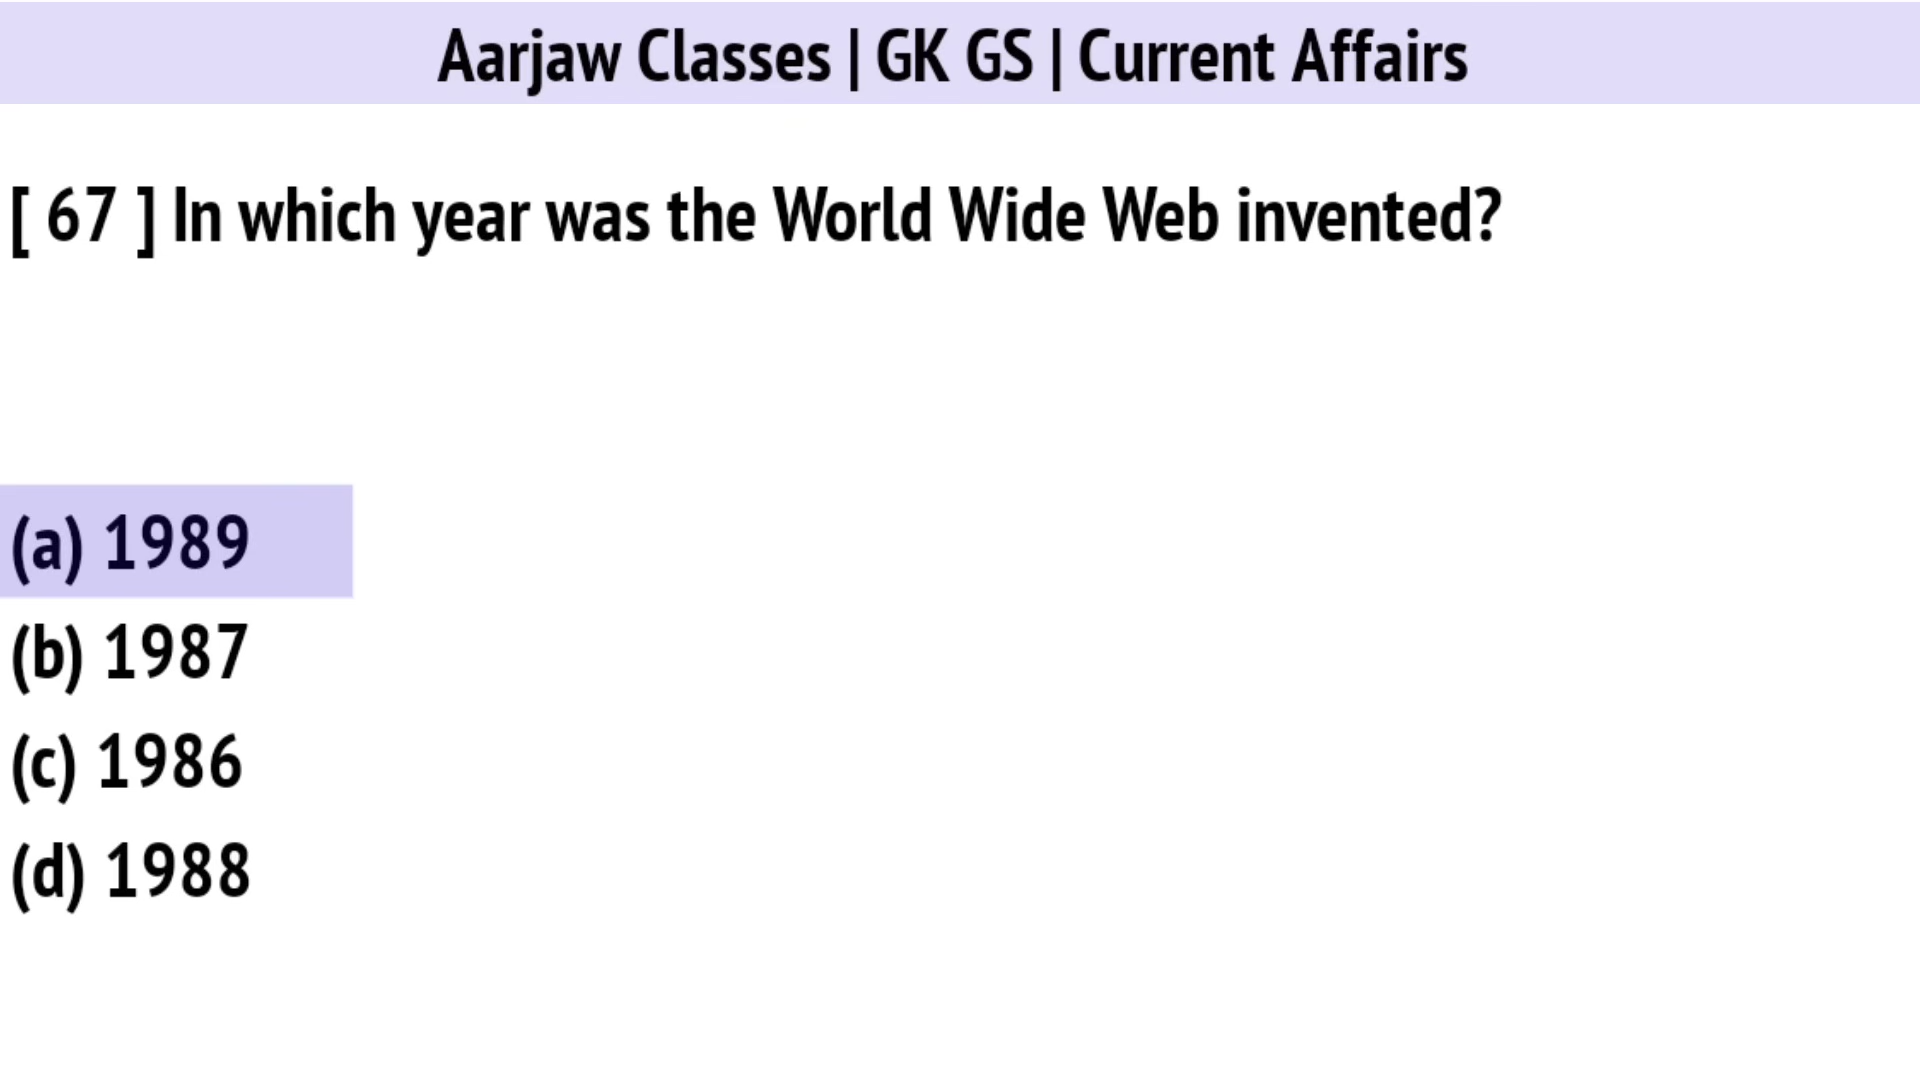 Aarjaw Classes | GK GS | Current Affairs
[ 67 ] In which year was the World Wide Web invented?
(a) 1989
(b) 1987
(c) 1986
(d) 1988